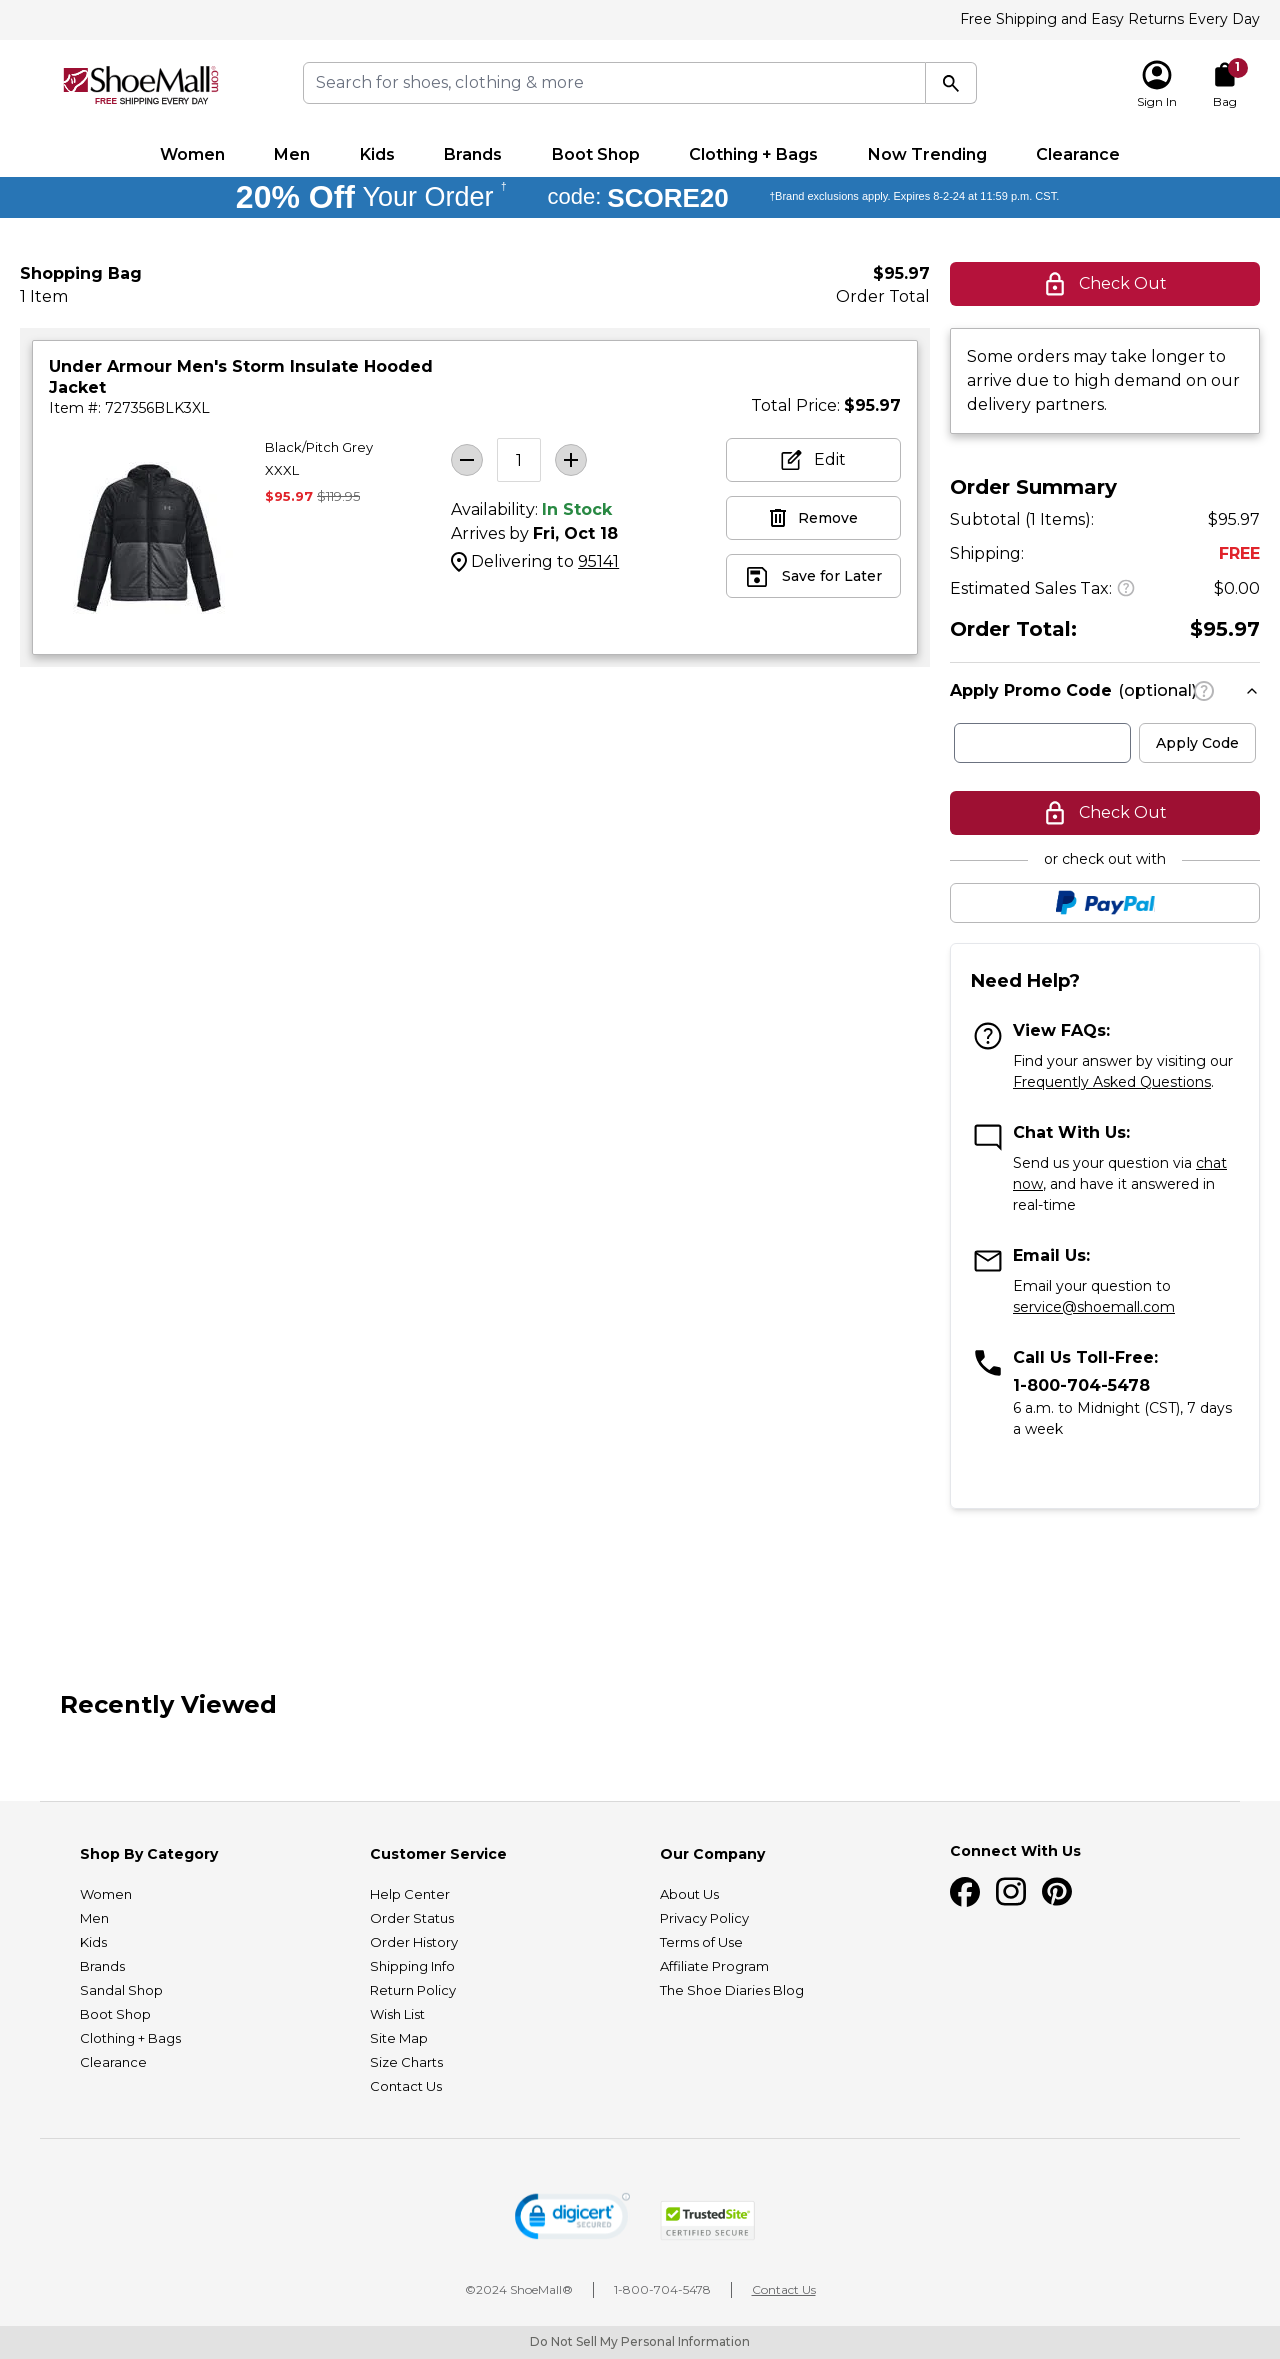 Free Shipping and Easy Returns Every Day
ShoeMall®.com
FREE SHIPPING EVERY DAY
Search for shoes, clothing & more
Sign In
1
Bag
Women Men Kids Brands Boot Shop Clothing + Bags Now Trending Clearance
20% Off Your Order † code: SCORE20 †Brand exclusions apply. Expires 8-2-24 at 11:59 p.m. CST.
Shopping Bag
1 Item
$95.97
Order Total
Under Armour Men's Storm Insulate Hooded
Jacket
Item #: 727356BLK3XL
Total Price: $95.97
Black/Pitch Grey
XXXL
$95.97 $119.95
1
Availability: In Stock
Arrives by Fri, Oct 18
Delivering to 95141
Edit
Remove
Save for Later
Check Out
Some orders may take longer to
arrive due to high demand on our
delivery partners.
Order Summary
Subtotal (1 Items): $95.97
Shipping: FREE
Estimated Sales Tax: ? $0.00
Order Total: $95.97
Apply Promo Code (optional) ?
Apply Code
Check Out
or check out with
PayPal
Need Help?
View FAQs:
Find your answer by visiting our
Frequently Asked Questions.
Chat With Us:
Send us your question via chat
now, and have it answered in
real-time
Email Us:
Email your question to
service@shoemall.com
Call Us Toll-Free:
1-800-704-5478
6 a.m. to Midnight (CST), 7 days
a week
Recently Viewed
Shop By Category
Women
Men
Kids
Brands
Sandal Shop
Boot Shop
Clothing + Bags
Clearance
Customer Service
Help Center
Order Status
Order History
Shipping Info
Return Policy
Wish List
Site Map
Size Charts
Contact Us
Our Company
About Us
Privacy Policy
Terms of Use
Affiliate Program
The Shoe Diaries Blog
Connect With Us
digicert
SECURED
TrustedSite
CERTIFIED SECURE
©2024 ShoeMall® 1-800-704-5478 Contact Us
Do Not Sell My Personal Information